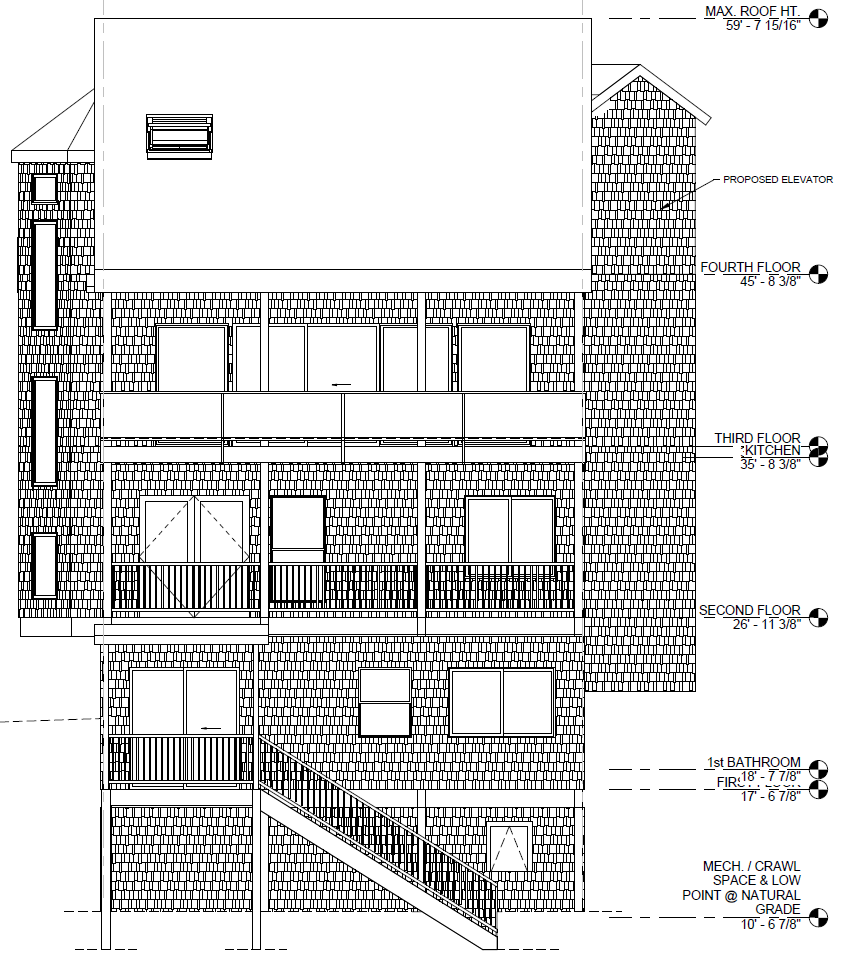 MAX. ROOF HT.
59' - 7 15/16"
PROPOSED ELEVATOR
FOURTH FLOOR
45' - 8 3/8"
THIRD FLOOR
KITCHEN
35' - 8 3/8"
SECOND FLOOR
26' - 11 3/8"
1st BATHROOM
18' - 7 7/8"
FIRST FLOOR
17' - 6 7/8"
MECH. / CRAWL
SPACE & LOW
POINT @ NATURAL
GRADE
10' - 6 7/8"